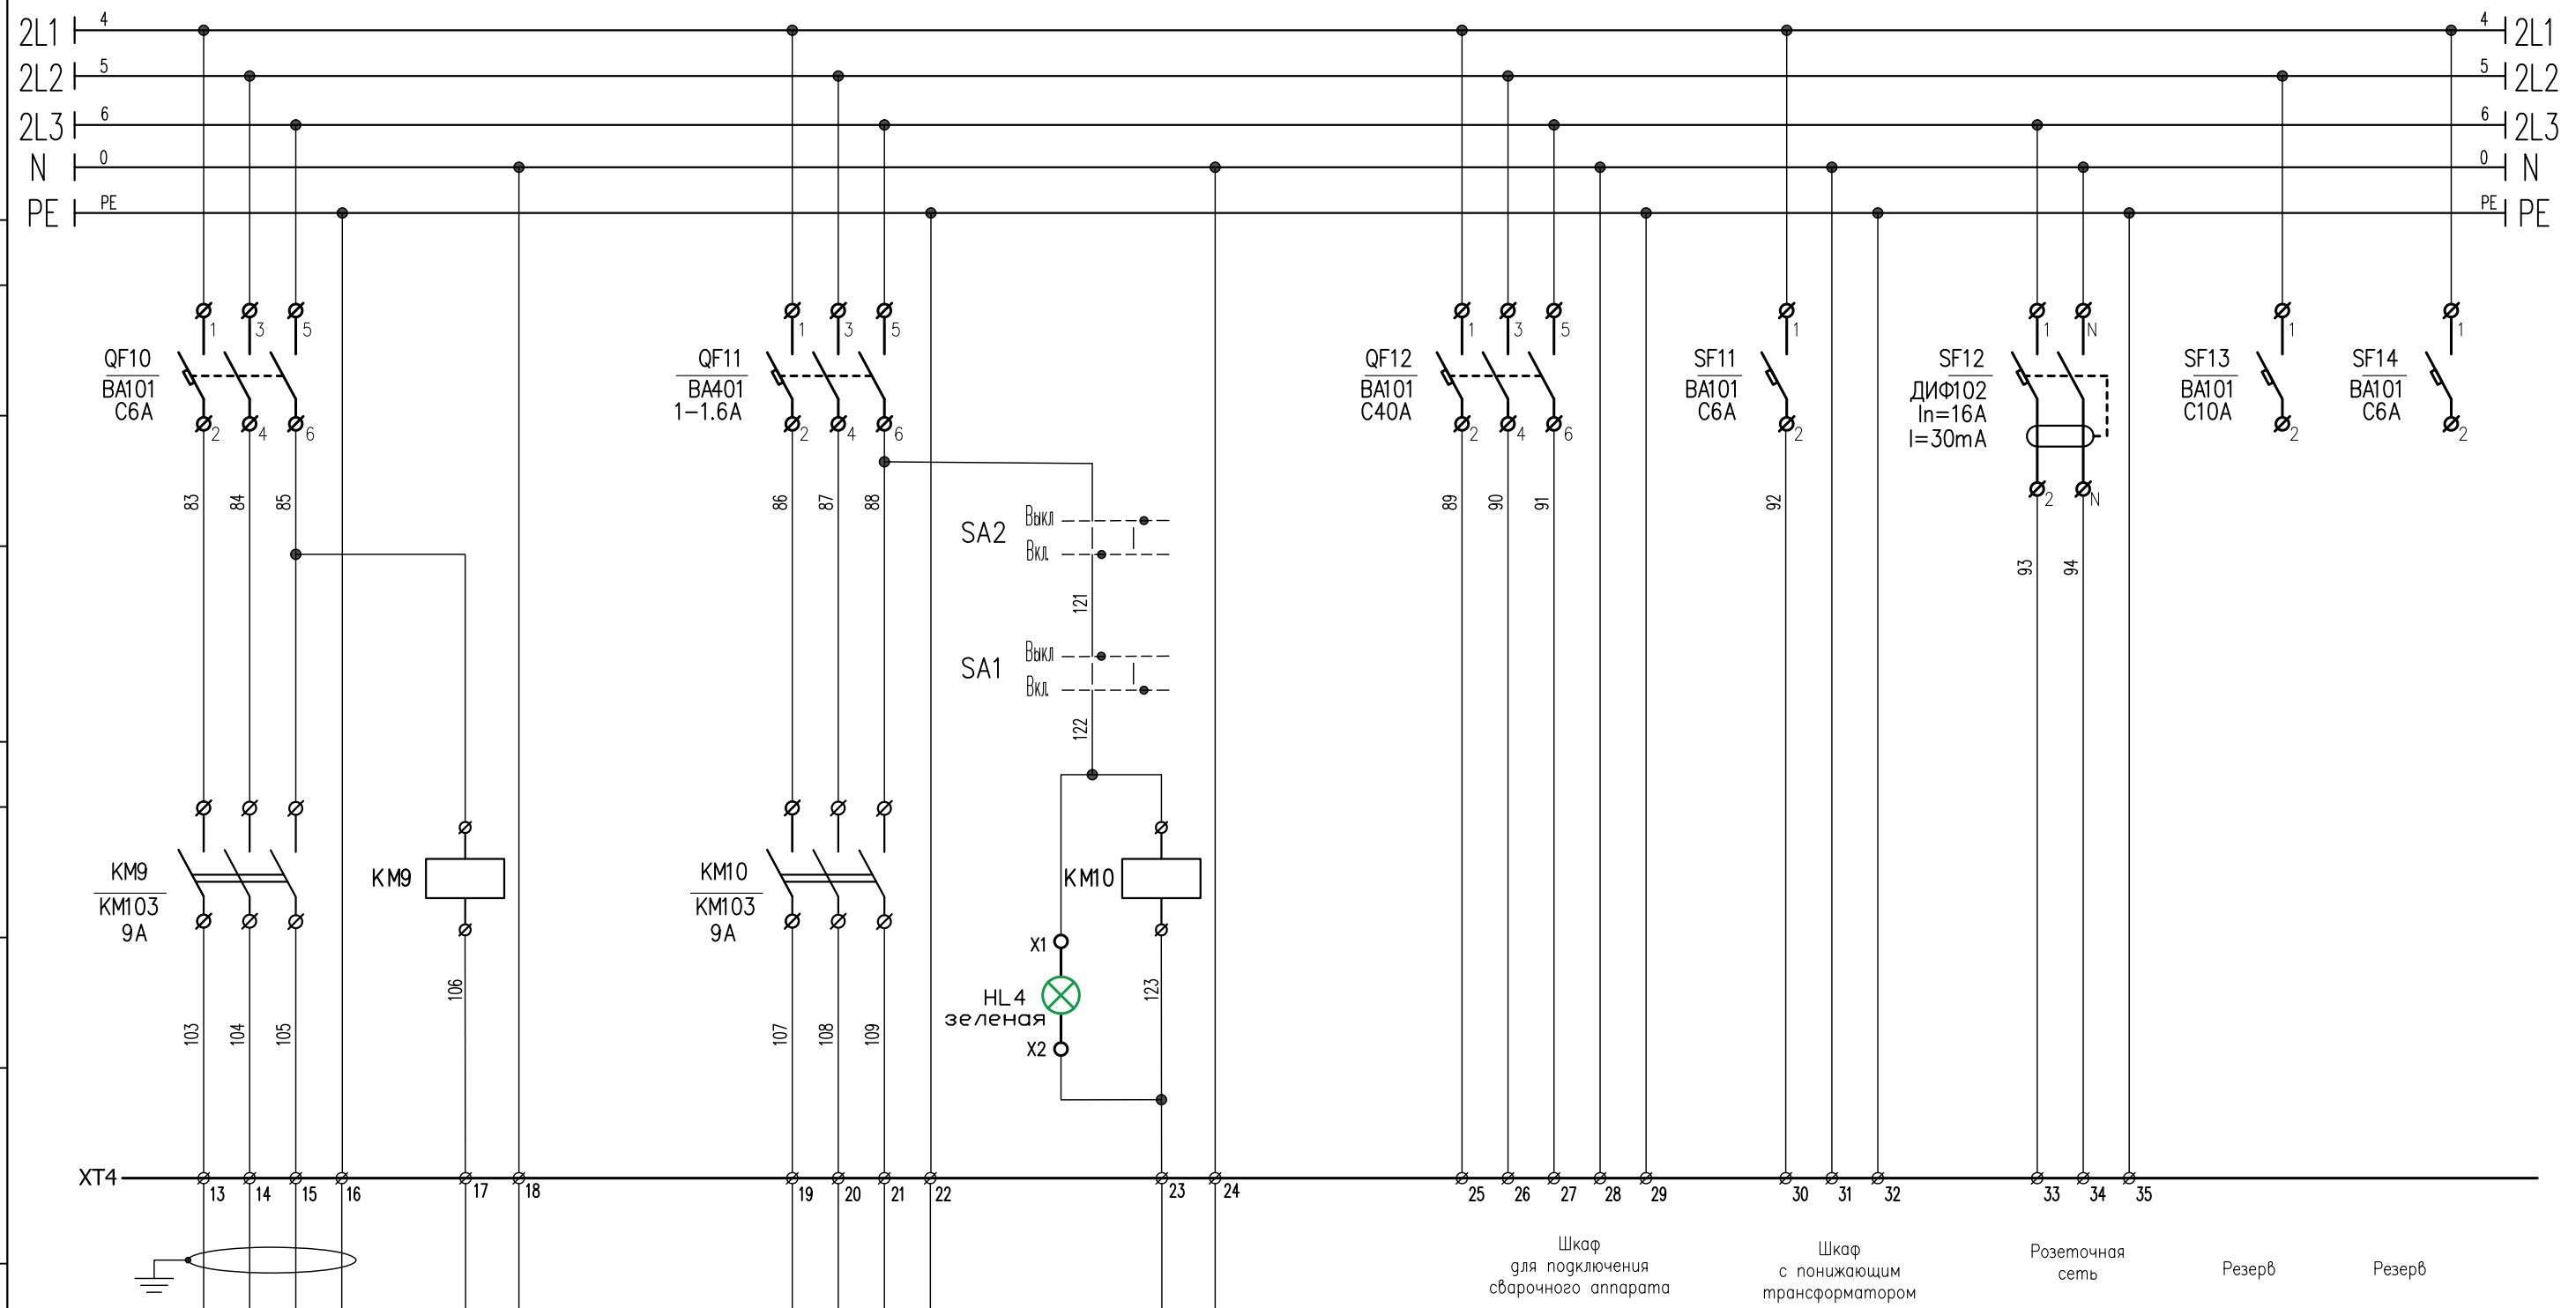 2L1 4 4 2L1
2L2 5 5 2L2
2L3 6 6 2L3
N 0 0 N
PE PE PE PE
1 3 5 1 3 5 1 3 5 1 1 N 1 1
QF10 QF11 QF12 SF11 SF12 SF13 SF14
ВА101 ВА401 ВА101 ВА101 ДИФ102 ВА101 ВА101
С6А 1-1.6А С40А С6А In=16А С10А С6А
I=30mA
2 4 6 2 4 6 2 4 6 2 2 2
2 N
83 84 85 86 87 88 89 90 91 92
SA2 Выкл
Вкл.
93 94
121
SA1 Выкл
Вкл.
122
KM9 KM9 KM10 KM10
KM103 KM103
9А 9А
X1
106 HL4 123
зеленая
103 104 105 107 108 109 X2
XT4 13 14 15 16 17 18 19 20 21 22 23 24 25 26 27 28 29 30 31 32 33 34 35
Шкаф
для подключения
сварочного аппарата
Шкаф
с понижающим
трансформатором
Розеточная
сеть
Резерв
Резерв